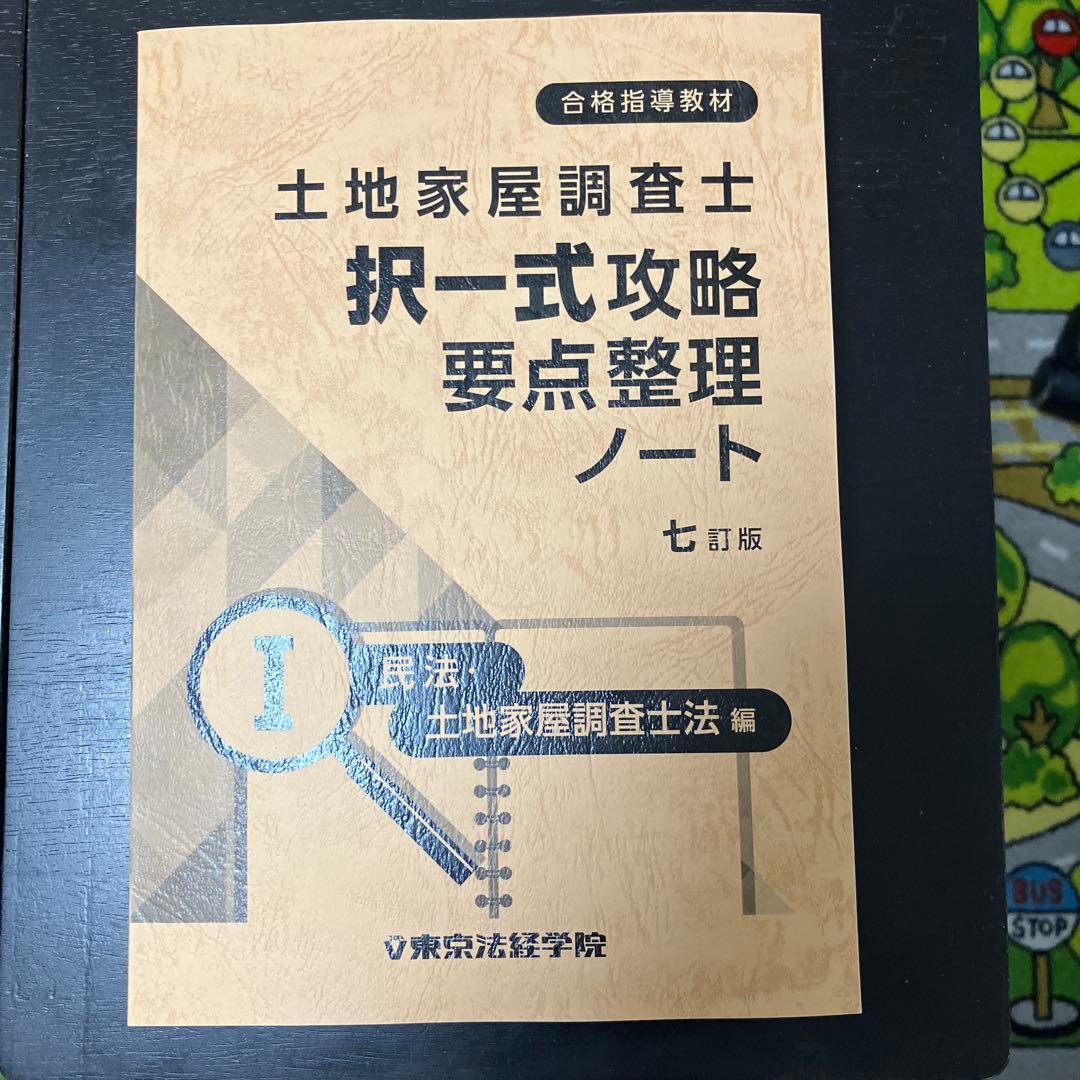 合格指導教材
土地家屋調査士
択一式攻略
要点整理
ノート
七訂版
I
民法・
土地家屋調査士法 編
東京法経学院
BUS
STOP